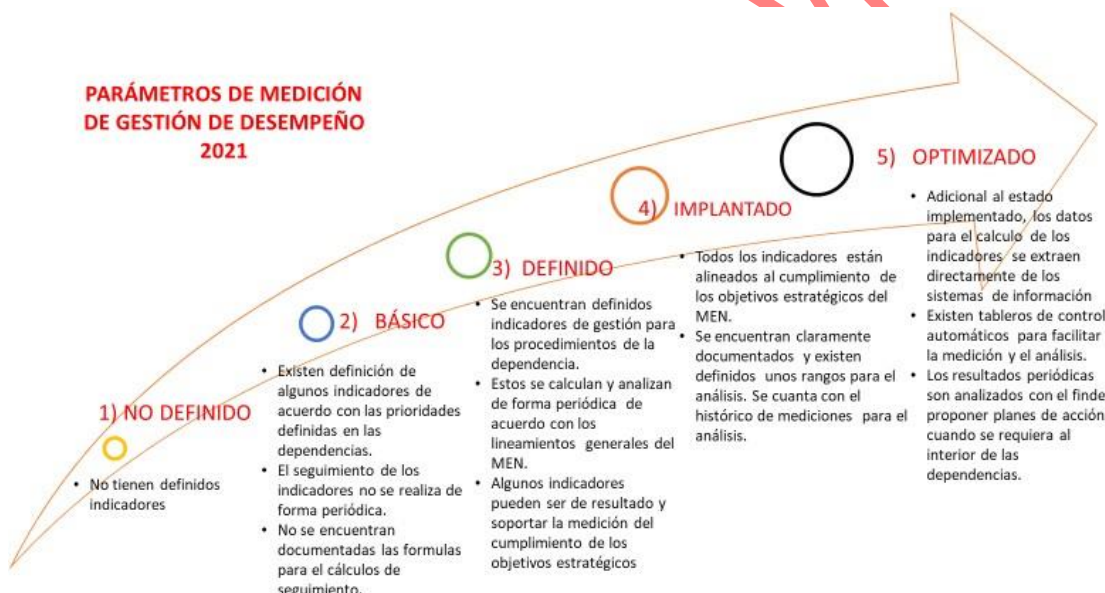 PARÁMETROS DE MEDICIÓN
DE GESTIÓN DE DESEMPEÑO
2021
1) NO DEFINIDO
• No tienen definidos
indicadores
2) BÁSICO
• Existen definición de
algunos indicadores de
acuerdo con las prioridades
definidas en las
dependencias.
• El seguimiento de los
indicadores no se realiza de
forma periódica.
• No se encuentran
documentadas las formulas
para el cálculos de
seguimiento.
3) DEFINIDO
• Se encuentran definidos
indicadores de gestión para
los procedimientos de la
dependencia.
• Estos se calculan y analizan
de forma periódica de
acuerdo con los
lineamientos generales del
MEN.
• Algunos indicadores
pueden ser de resultado y
soportar la medición del
cumplimiento de los
objetivos estratégicos
4) IMPLANTADO
• Todos los indicadores están
alineados al cumplimiento de
los objetivos estratégicos del
MEN.
• Se encuentran claramente
documentados y existen
definidos unos rangos para el
análisis. Se cuanta con el
histórico de mediciones para el
análisis.
5) OPTIMIZADO
• Adicional al estado
implementado, los datos
para el calculo de los
indicadores se extraen
directamente de los
sistemas de información
• Existen tableros de control
automáticos para facilitar
la medición y el análisis.
• Los resultados periódicas
son analizados con el finde
proponer planes de acción
cuando se requiera al
interior de las
dependencias.